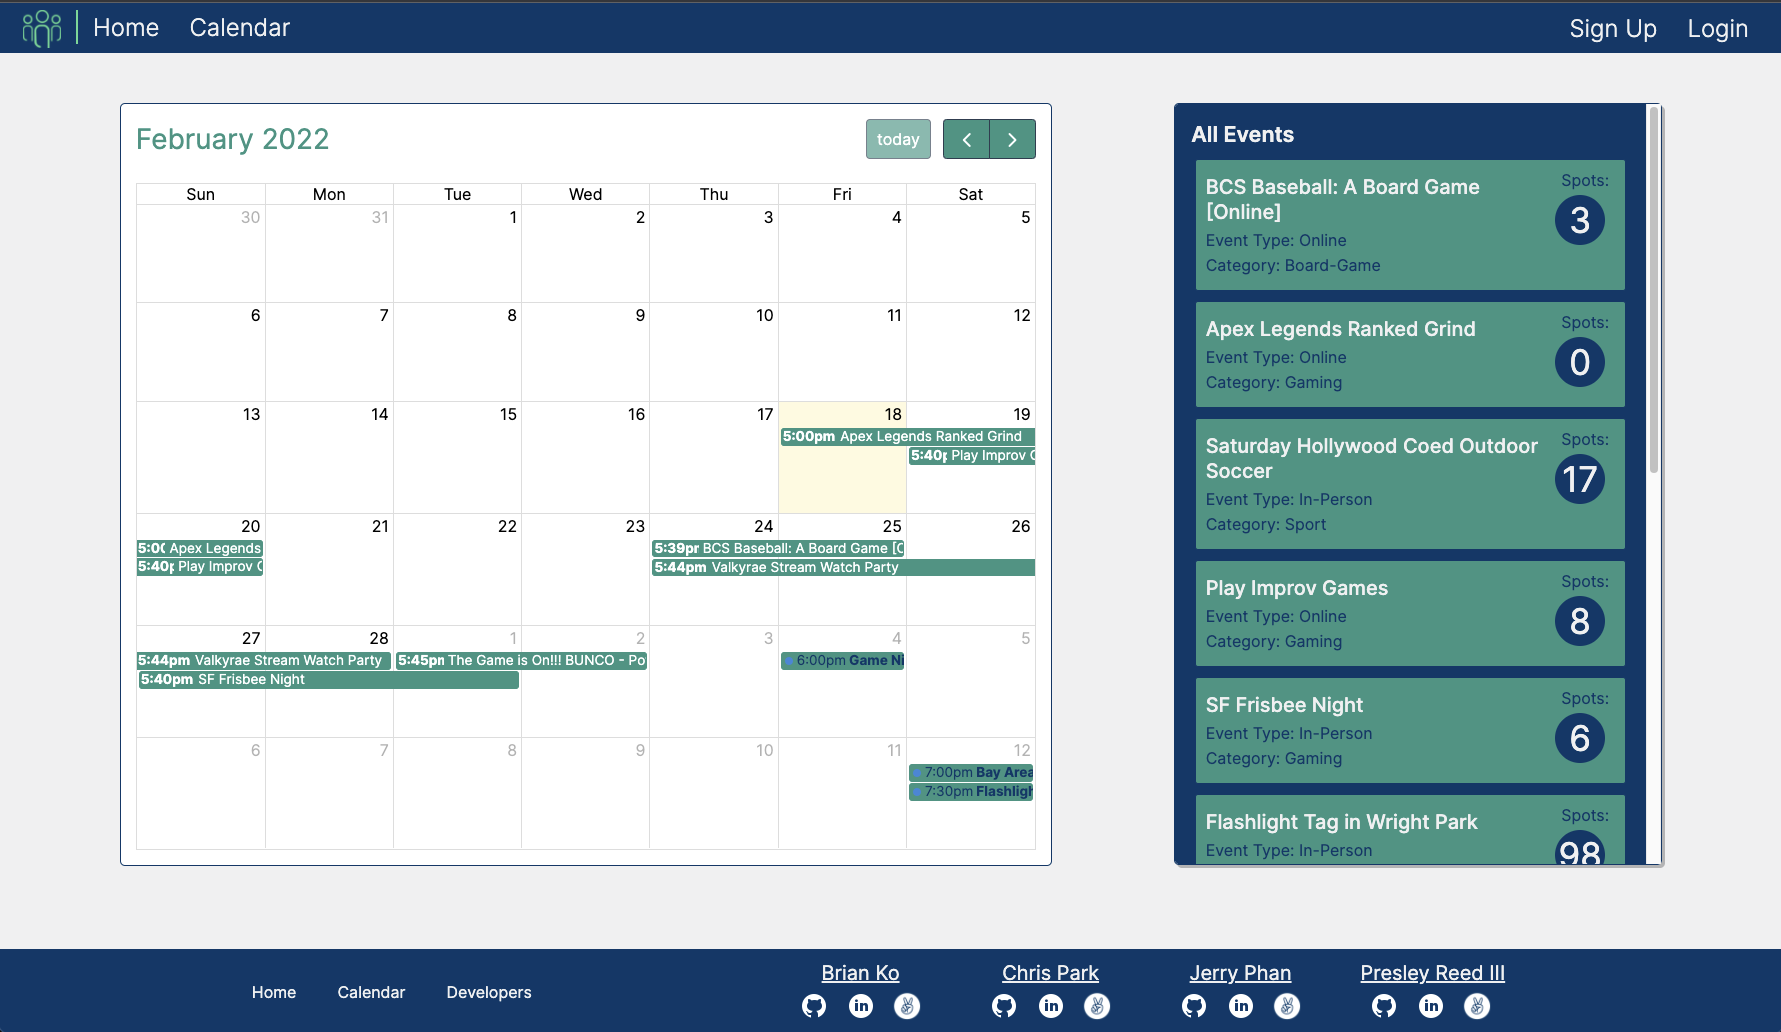 Home Calendar Sign Up Login
February 2022
today
Sun Mon Tue Wed Thu Fri Sat
30 31 1 2 3 4 5
6 7 8 9 10 11 12
13 14 15 16 17 18 19
5:00pm Apex Legends Ranked Grind
5:40p Play Improv G
20 21 22 23 24 25 26
5:00 Apex Legends 5:39pm BCS Baseball: A Board Game [O
5:40p Play Improv G 5:44pm Valkyrae Stream Watch Party
27 28 1 2 3 4 5
5:44pm Valkyrae Stream Watch Party 5:45pm The Game is On!!! BUNCO - Po 6:00pm Game Ni
5:40pm SF Frisbee Night
6 7 8 9 10 11 12
7:00pm Bay Area
7:30pm Flashligh
All Events
BCS Baseball: A Board Game
[Online]
Event Type: Online
Category: Board-Game
Spots:
3
Apex Legends Ranked Grind
Event Type: Online
Category: Gaming
Spots:
0
Saturday Hollywood Coed Outdoor
Soccer
Event Type: In-Person
Category: Sport
Spots:
17
Play Improv Games
Event Type: Online
Category: Gaming
Spots:
8
SF Frisbee Night
Event Type: In-Person
Category: Gaming
Spots:
6
Flashlight Tag in Wright Park
Event Type: In-Person
Spots:
98
Home Calendar Developers
Brian Ko Chris Park Jerry Phan Presley Reed III
in in in in